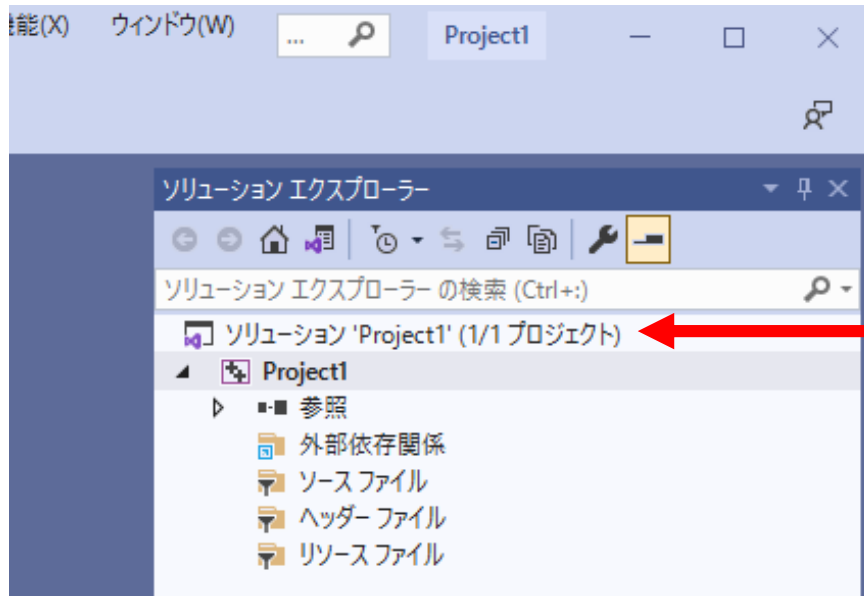 能(X) ウィンドウ(W) ... Project1
ソリューション エクスプローラー
ソリューション エクスプローラー の検索 (Ctrl+:)
ソリューション 'Project1' (1/1 プロジェクト)
Project1
参照
外部依存関係
ソース ファイル
ヘッダー ファイル
リソース ファイル